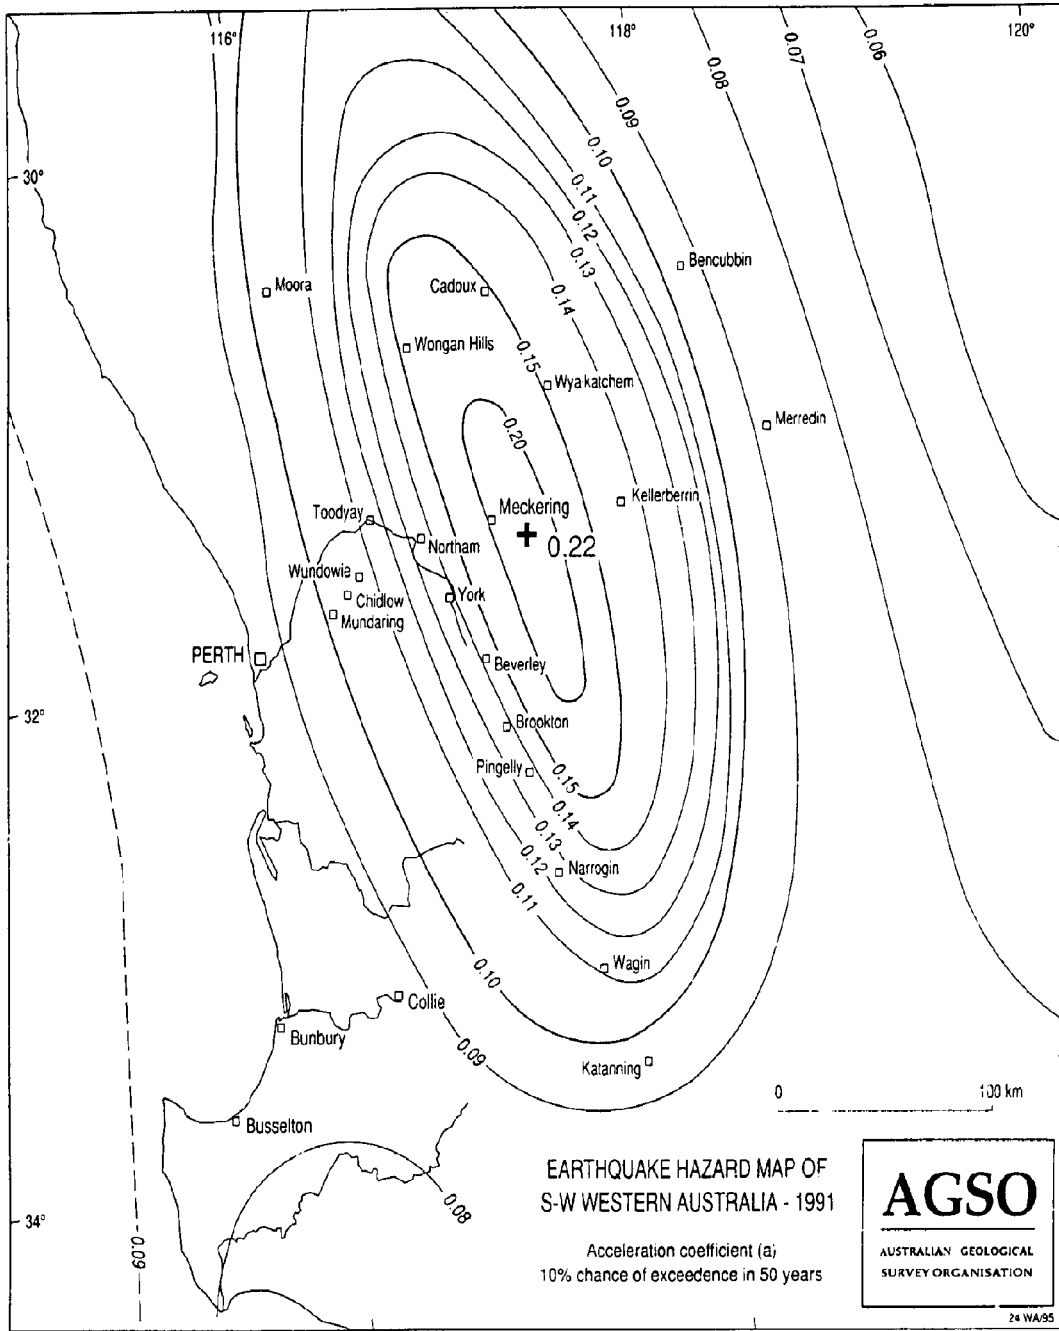 116°
118°
120°
0.06
0.07
0.08
0.09
0.10
0.11
0.12
0.13
0.14
0.15
0.20
30°
Bencubbin
Moora
Cadoux
Wongan Hills
Wyalkatchem
Merredin
Kellerberrin
Meckering
0.22
Toodyay
Northam
Wundowie
Chidlow
York
Mundaring
PERTH
Beverley
32°
Brookton
Pingelly
0.15
0.14
0.13
0.12
Narrogin
0.11
Wagin
0.10
Collie
Bunbury
0.09
Katanning
0
100 km
Busselton
0.08
34°
0.09
EARTHQUAKE HAZARD MAP OF
S-W WESTERN AUSTRALIA - 1991
Acceleration coefficient (a)
10% chance of exceedence in 50 years
AGSO
AUSTRALIAN GEOLOGICAL
SURVEY ORGANISATION
24 WA/95